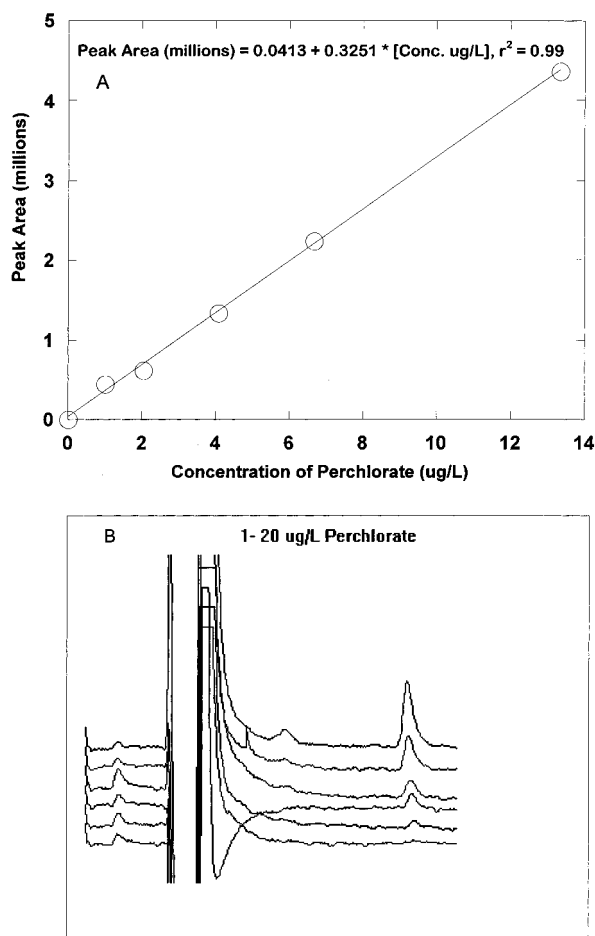 5
Peak Area (millions) = 0.0413 + 0.3251 * [Conc. ug/L], r² = 0.99
A
4
3
2
1
0
Peak Area (millions)
0 2 4 6 8 10 12 14
Concentration of Perchlorate (ug/L)
B 1- 20 ug/L Perchlorate